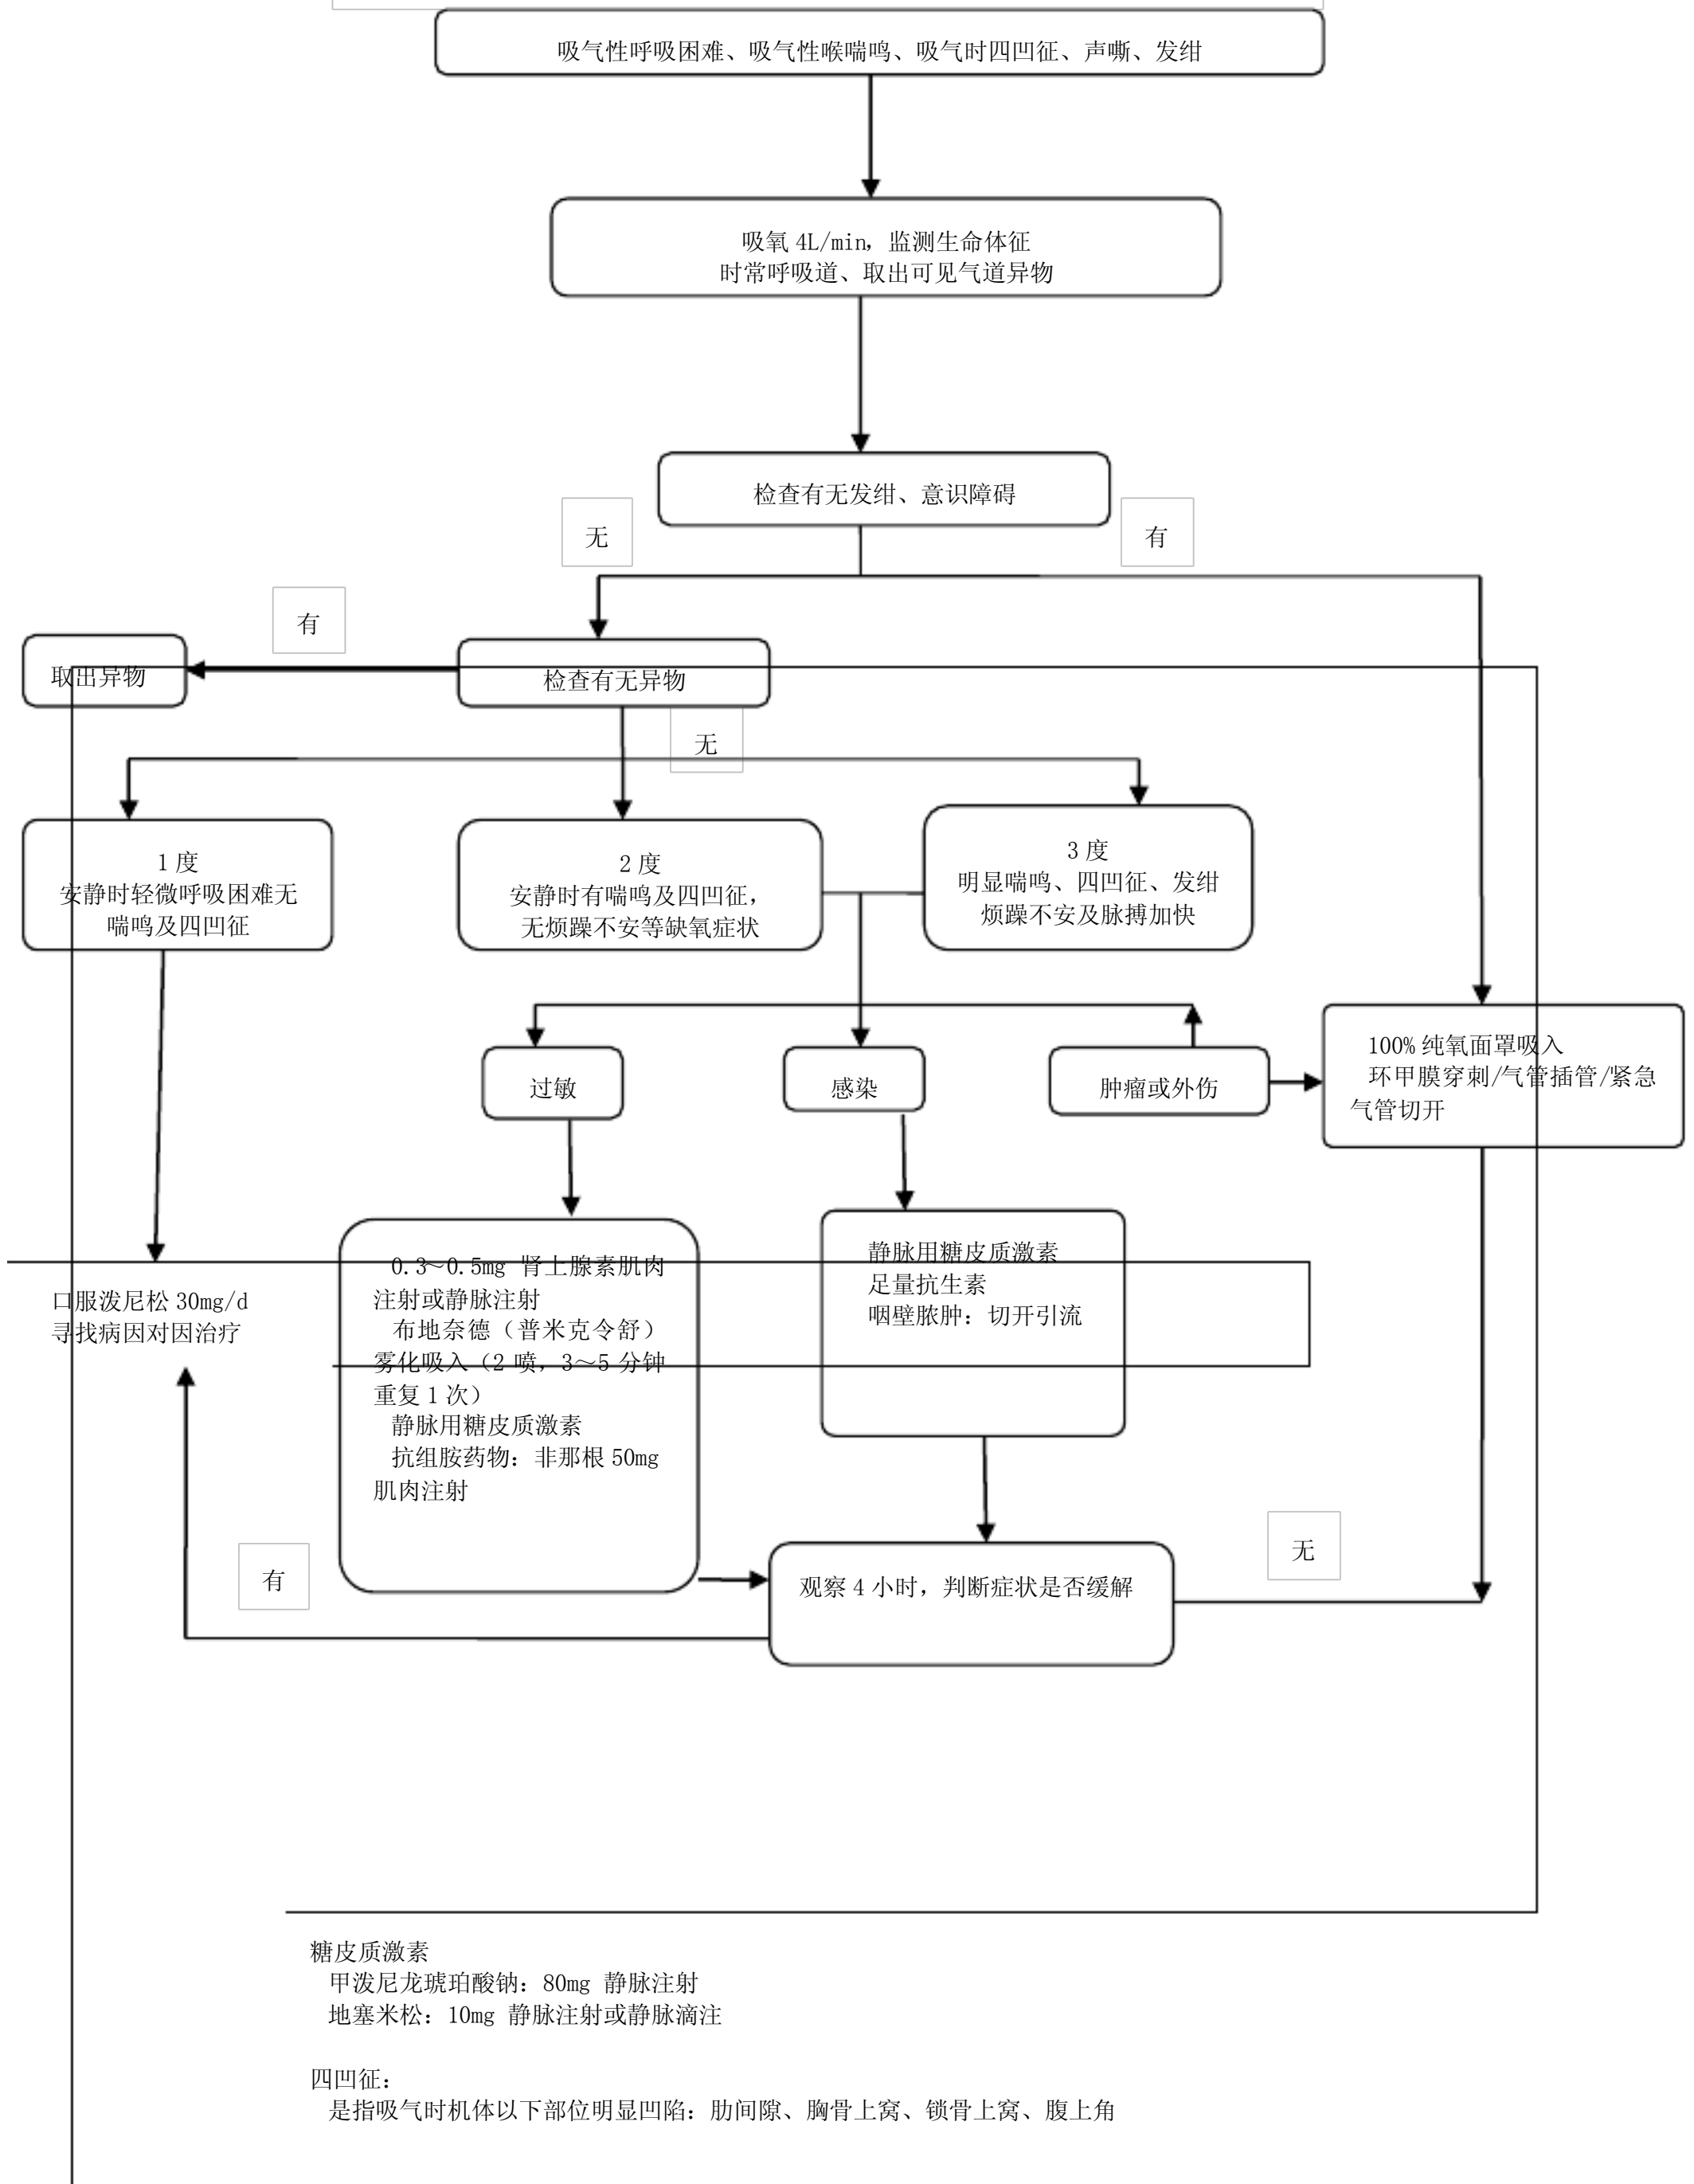 吸气性呼吸困难、吸气性喉喘鸣、吸气时四凹征、声嘶、发绀
吸氧 4L/min，监测生命体征
时常呼吸道、取出可见气道异物
检查有无发绀、意识障碍
无
有
有
取出异物
检查有无异物
无
1 度
安静时轻微呼吸困难无
喘鸣及四凹征
2 度
安静时有喘鸣及四凹征，
无烦躁不安等缺氧症状
3 度
明显喘鸣、四凹征、发绀
烦躁不安及脉搏加快
过敏
感染
肿瘤或外伤
100% 纯氧面罩吸入
环甲膜穿刺/气管插管/紧急
气管切开
口服泼尼松 30mg/d
寻找病因对因治疗
0.3～0.5mg 肾上腺素肌肉
注射或静脉注射
布地奈德（普米克令舒）
雾化吸入（2 喷，3～5 分钟
重复 1 次）
静脉用糖皮质激素
抗组胺药物：非那根 50mg
肌肉注射
静脉用糖皮质激素
足量抗生素
咽壁脓肿：切开引流
有
观察 4 小时，判断症状是否缓解
无
糖皮质激素
甲泼尼龙琥珀酸钠：80mg 静脉注射
地塞米松：10mg 静脉注射或静脉滴注
四凹征：
是指吸气时机体以下部位明显凹陷：肋间隙、胸骨上窝、锁骨上窝、腹上角